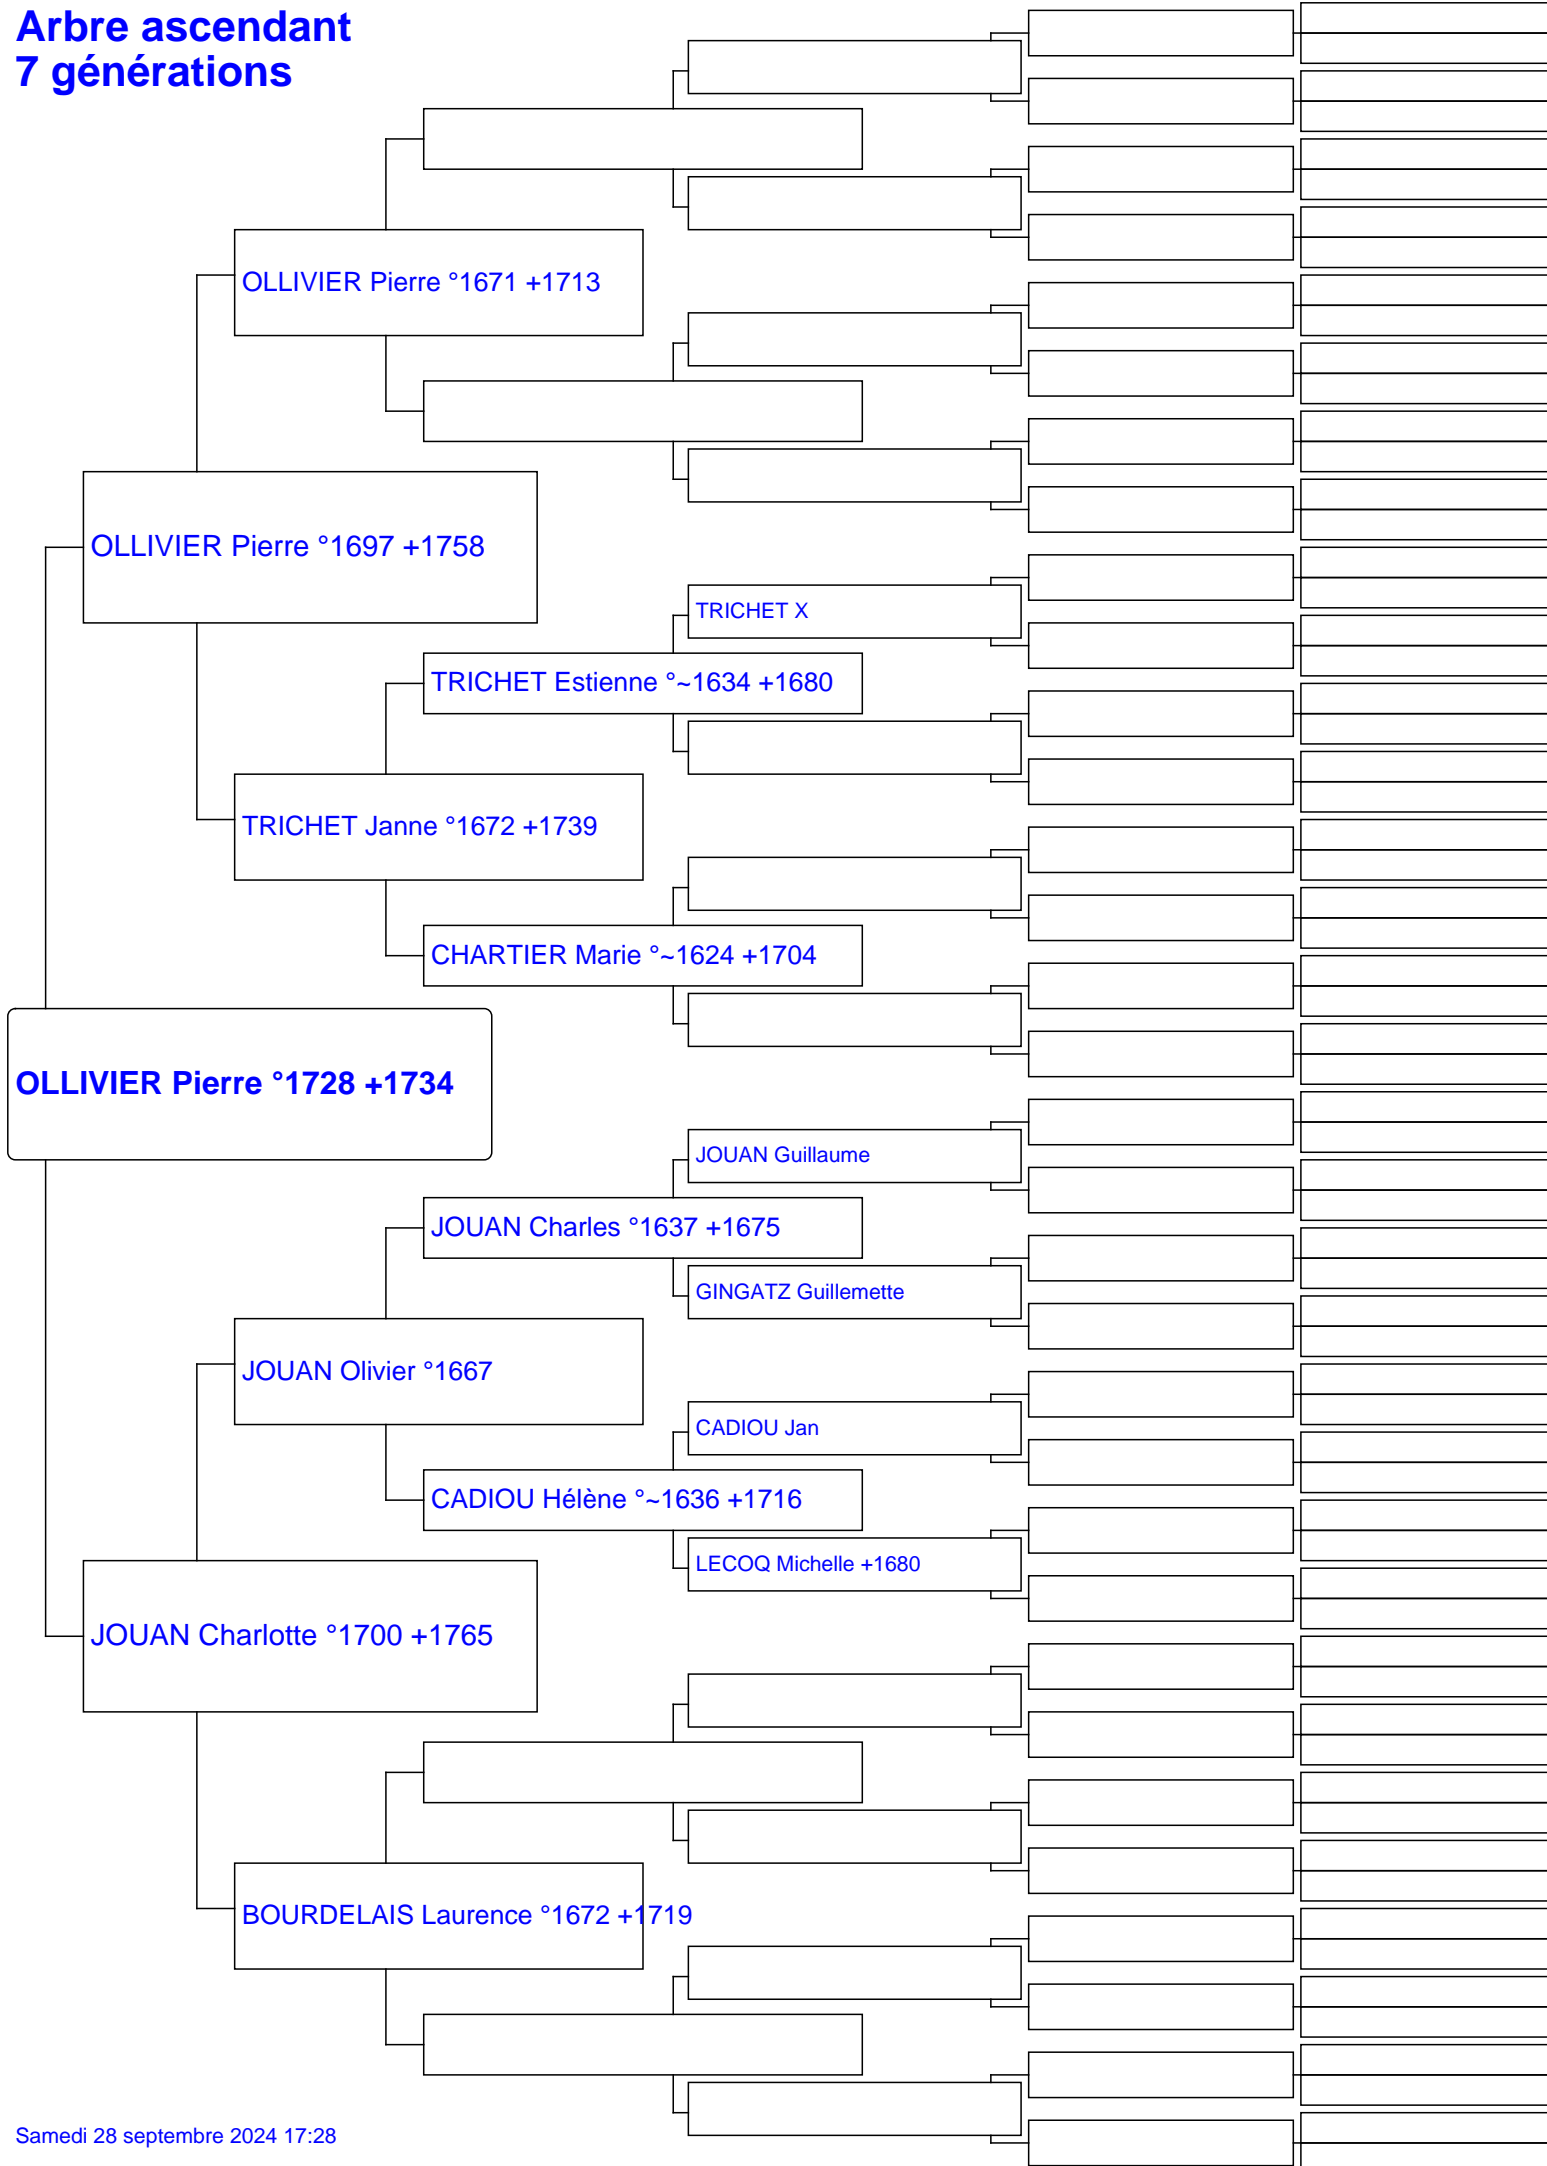 Arbre ascendant
7 générations
OLLIVIER Pierre °1671 +1713
OLLIVIER Pierre °1697 +1758
TRICHET X
TRICHET Estienne °~1634 +1680
TRICHET Janne °1672 +1739
CHARTIER Marie °~1624 +1704
OLLIVIER Pierre °1728 +1734
JOUAN Guillaume
JOUAN Charles °1637 +1675
GINGATZ Guillemette
JOUAN Olivier °1667
CADIOU Jan
CADIOU Hélène °~1636 +1716
LECOQ Michelle +1680
JOUAN Charlotte °1700 +1765
BOURDELAIS Laurence °1672 +1719
Samedi 28 septembre 2024 17:28